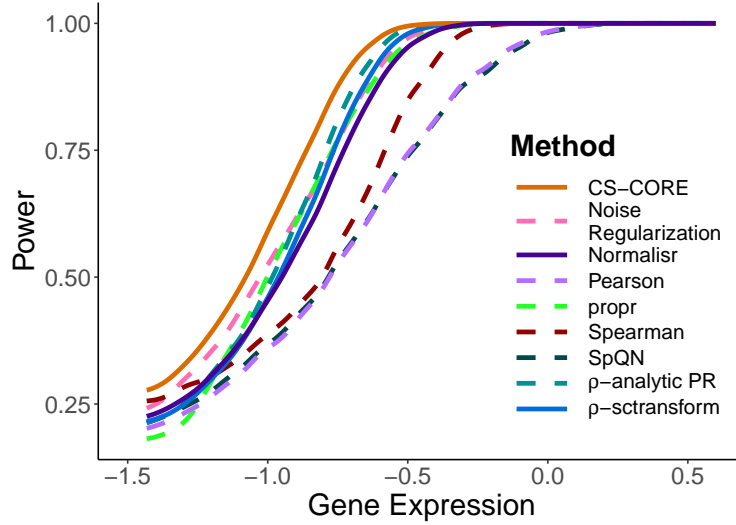 1.00
0.75
0.50
0.25
Power
−1.5
−1.0
−0.5
0.0
0.5
Gene Expression
Method
CS−CORE
Noise
Regularization
Normalisr
Pearson
propr
Spearman
SpQN
ρ−analytic PR
ρ−sctransform